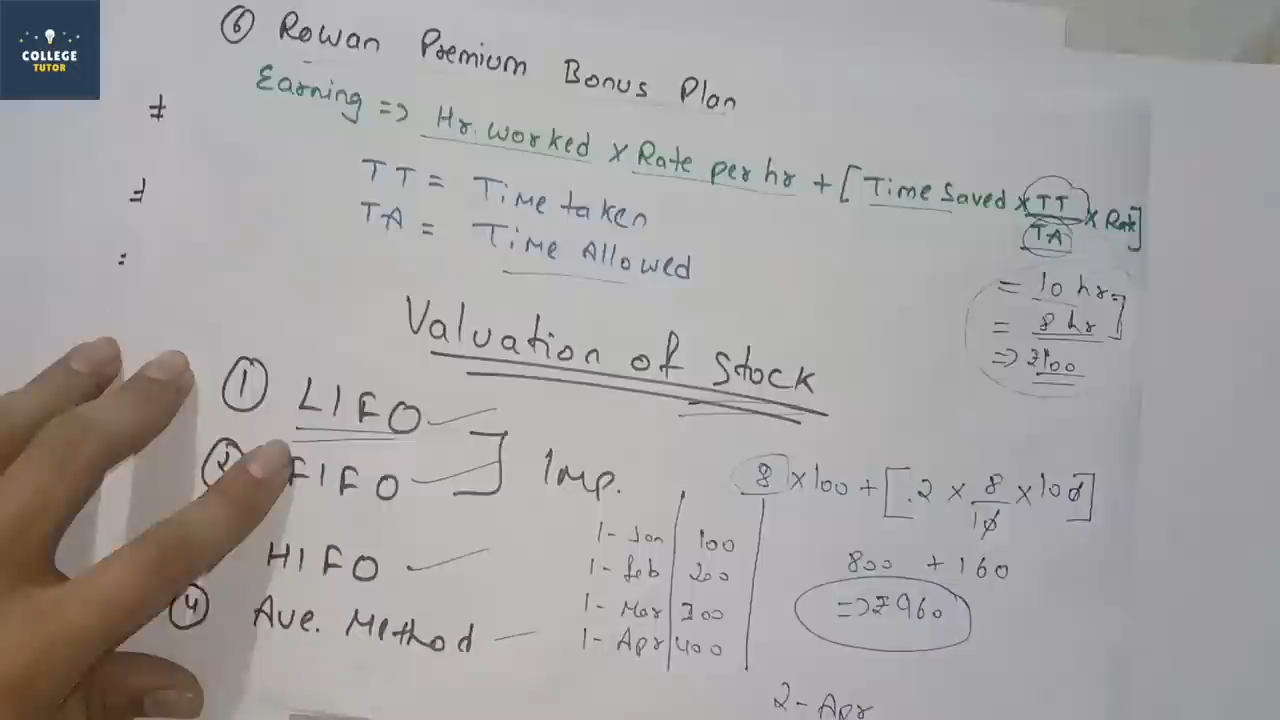 COLLEGE
TUTOR
⑥ Rowan Premium Bonus Plan
Earning => Hr. worked × Rate per hr + [Time Saved × TT/TA × Rate]
TT = Time taken
TA = Time Allowed
= 10 hr
= 8 hr
=> ₹100
Valuation of Stock
① LIFO
② FIFO
Imp.
HIFO
④ Ave. Method
1- Jan 100
1- feb 200
1- Mar 300
1- Apr 400
2- Apr
8 × 100 + [.2 × 8/10 × 100]
800 + 160
=> ₹960